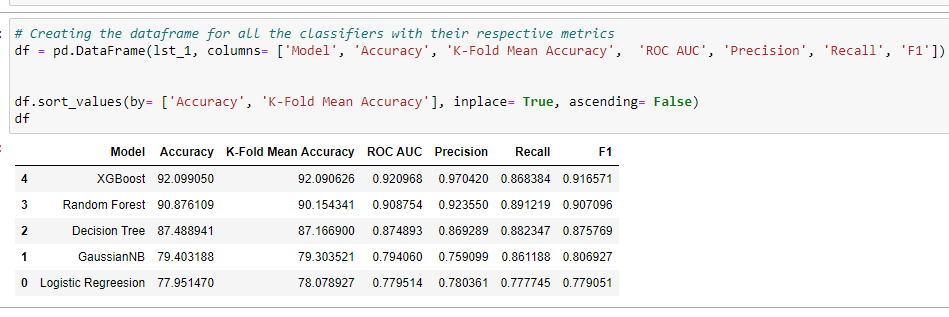 # Creating the dataframe for all the classifiers with their respective metrics
df = pd.DataFrame(lst_1, columns= ['Model', 'Accuracy', 'K-Fold Mean Accuracy',  'ROC AUC', 'Precision', 'Recall', 'F1'])
df.sort_values(by= ['Accuracy', 'K-Fold Mean Accuracy'], inplace= True, ascending= False)
df
Model Accuracy K-Fold Mean Accuracy ROC AUC Precision Recall F1
4 XGBoost 92.099050 92.090626 0.920968 0.970420 0.868384 0.916571
3 Random Forest 90.876109 90.154341 0.908754 0.923550 0.891219 0.907096
2 Decision Tree 87.488941 87.166900 0.874893 0.869289 0.882347 0.875769
1 GaussianNB 79.403188 79.303521 0.794060 0.759099 0.861188 0.806927
0 Logistic Regreesion 77.951470 78.078927 0.779514 0.780361 0.777745 0.779051